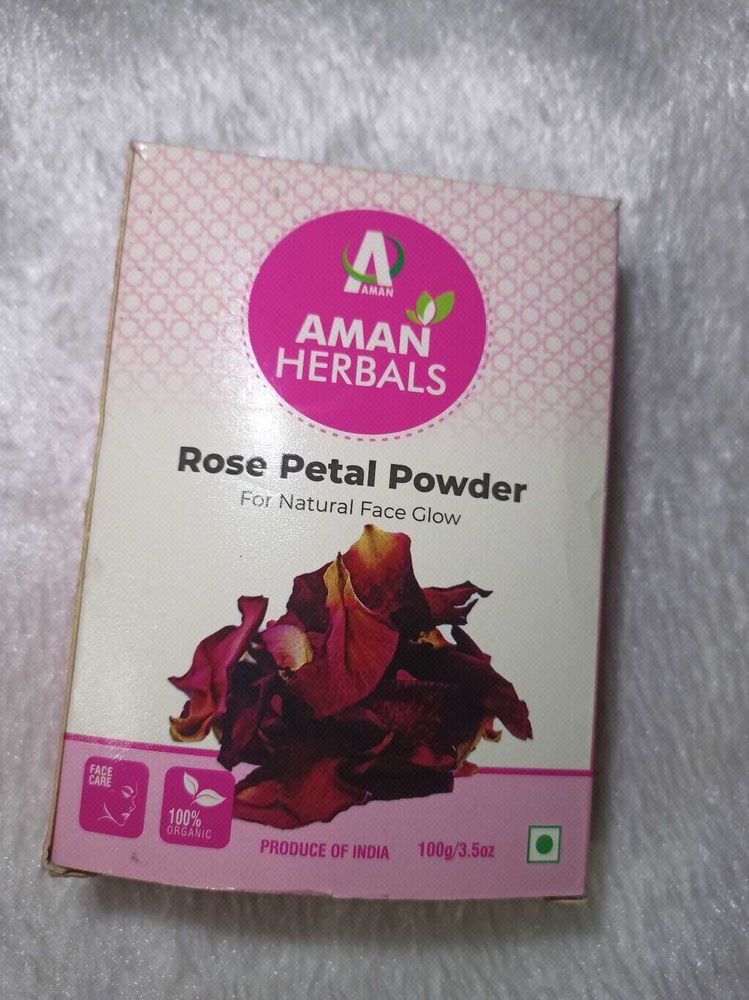 AMAN
AMAN
HERBALS
Rose Petal Powder
For Natural Face Glow
FACE
CARE
100%
ORGANIC
PRODUCE OF INDIA 100g/3.5oz